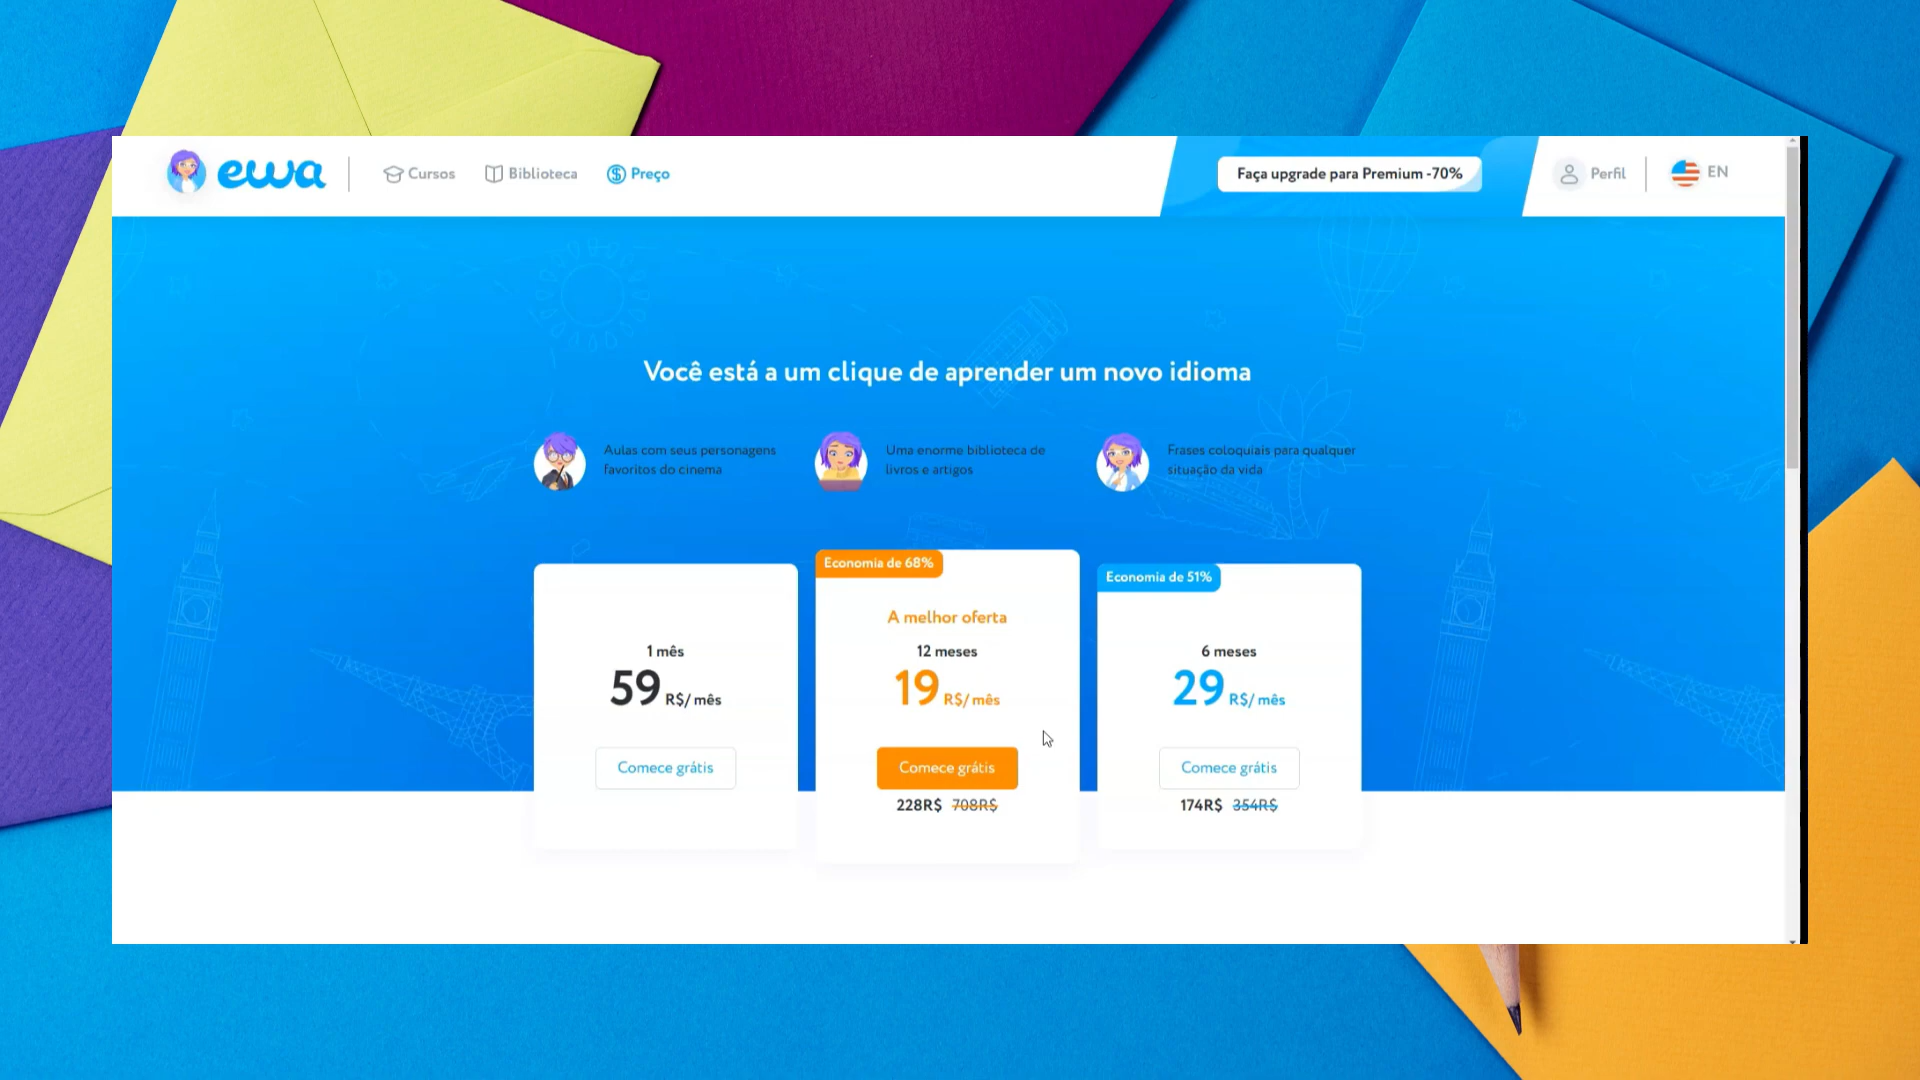 ewa
Cursos
Biblioteca
Preço
Faça upgrade para Premium -70%
Perfil
EN
Você está a um clique de aprender um novo idioma
Aulas com seus personagens
favoritos do cinema
Uma enorme biblioteca de
livros e artigos
Frases coloquiais para qualquer
situação da vida
1 mês
59 R$/ mês
Comece grátis
Economia de 68%
A melhor oferta
12 meses
19 R$/ mês
Comece grátis
228R$ 708R$
Economia de 51%
6 meses
29 R$/ mês
Comece grátis
174R$ 354R$